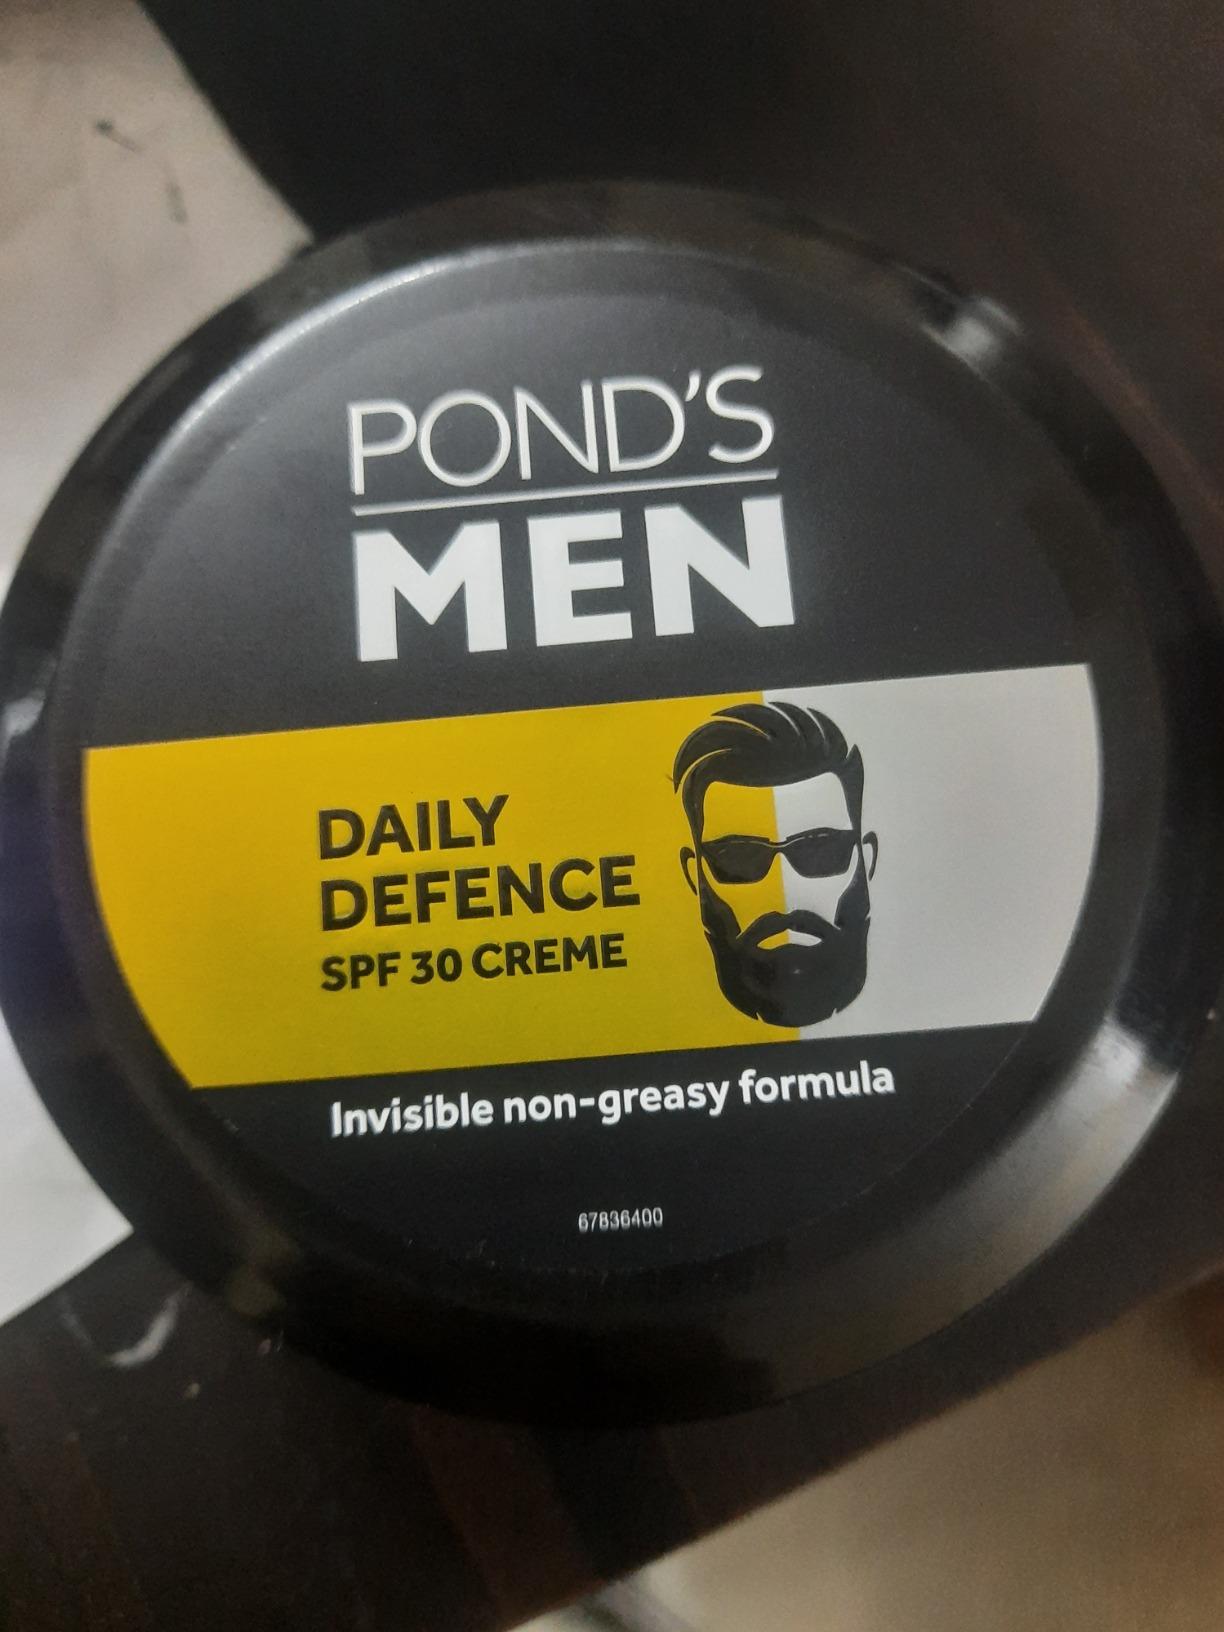 POND'S
MEN
DAILY
DEFENCE
SPF 30 CREME
Invisible non-greasy formula
67836400